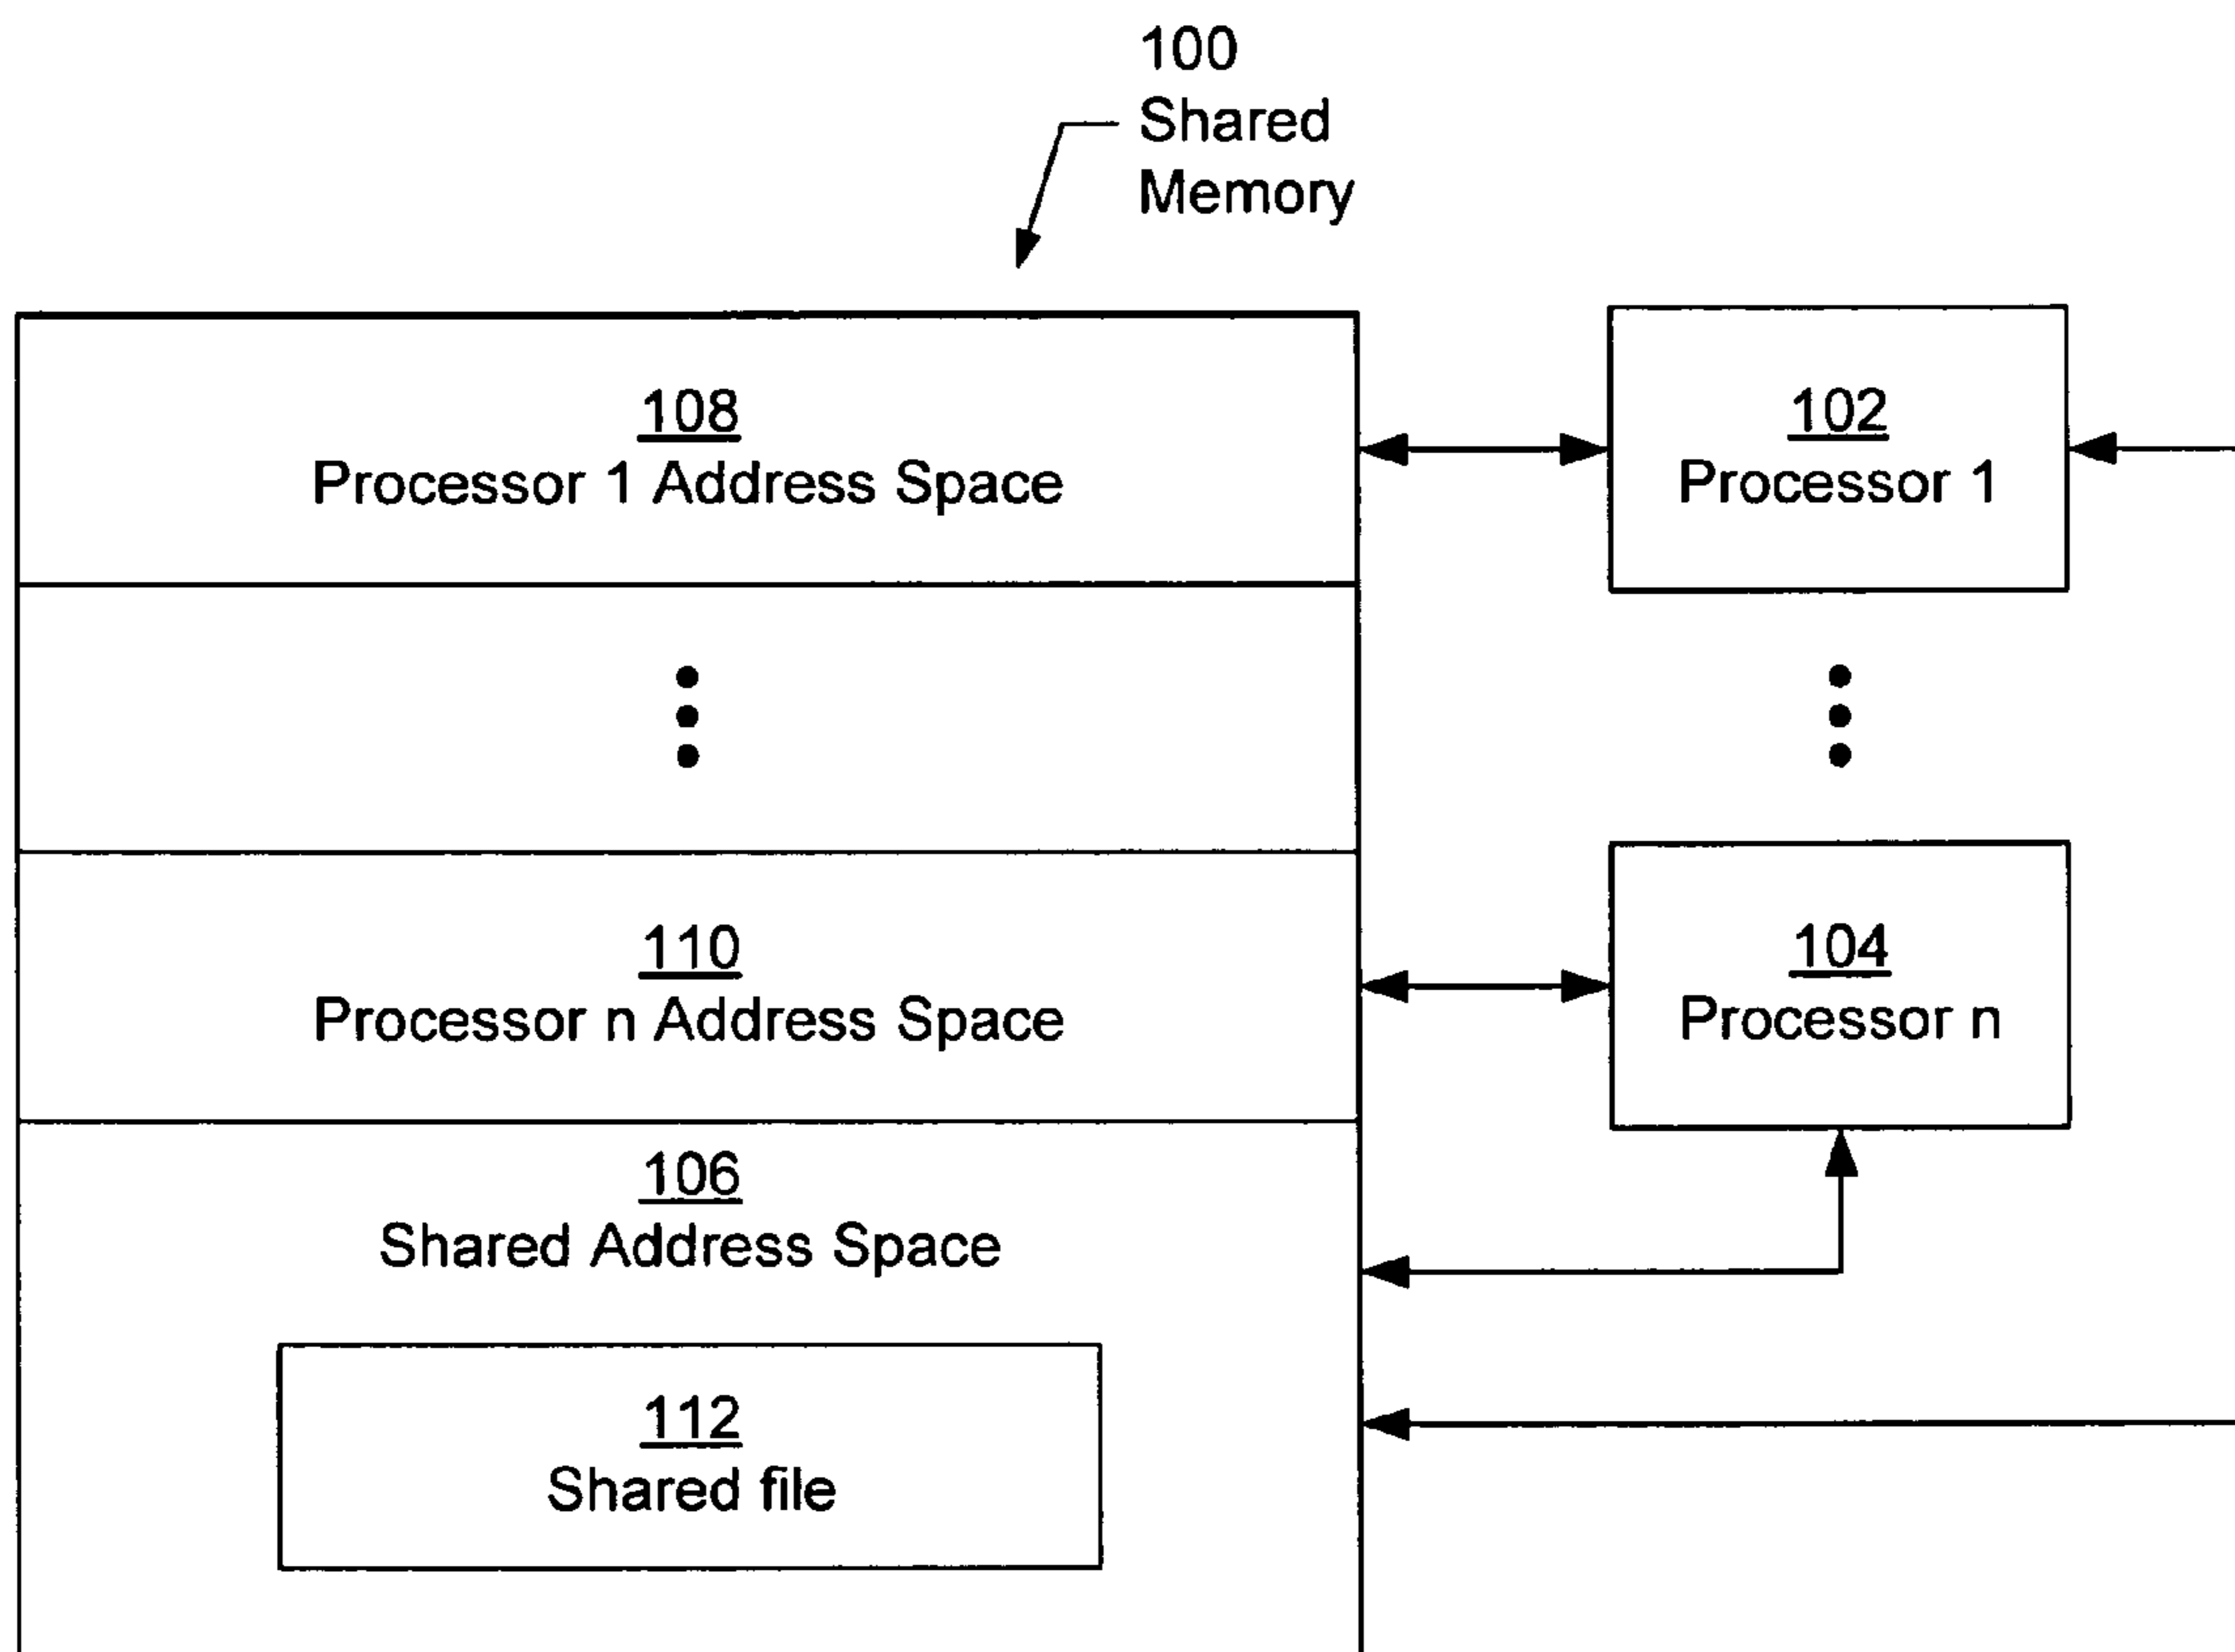 100
Shared
Memory
108
Processor 1 Address Space
102
Processor 1
110
Processor n Address Space
104
Processor n
106
Shared Address Space
112
Shared file